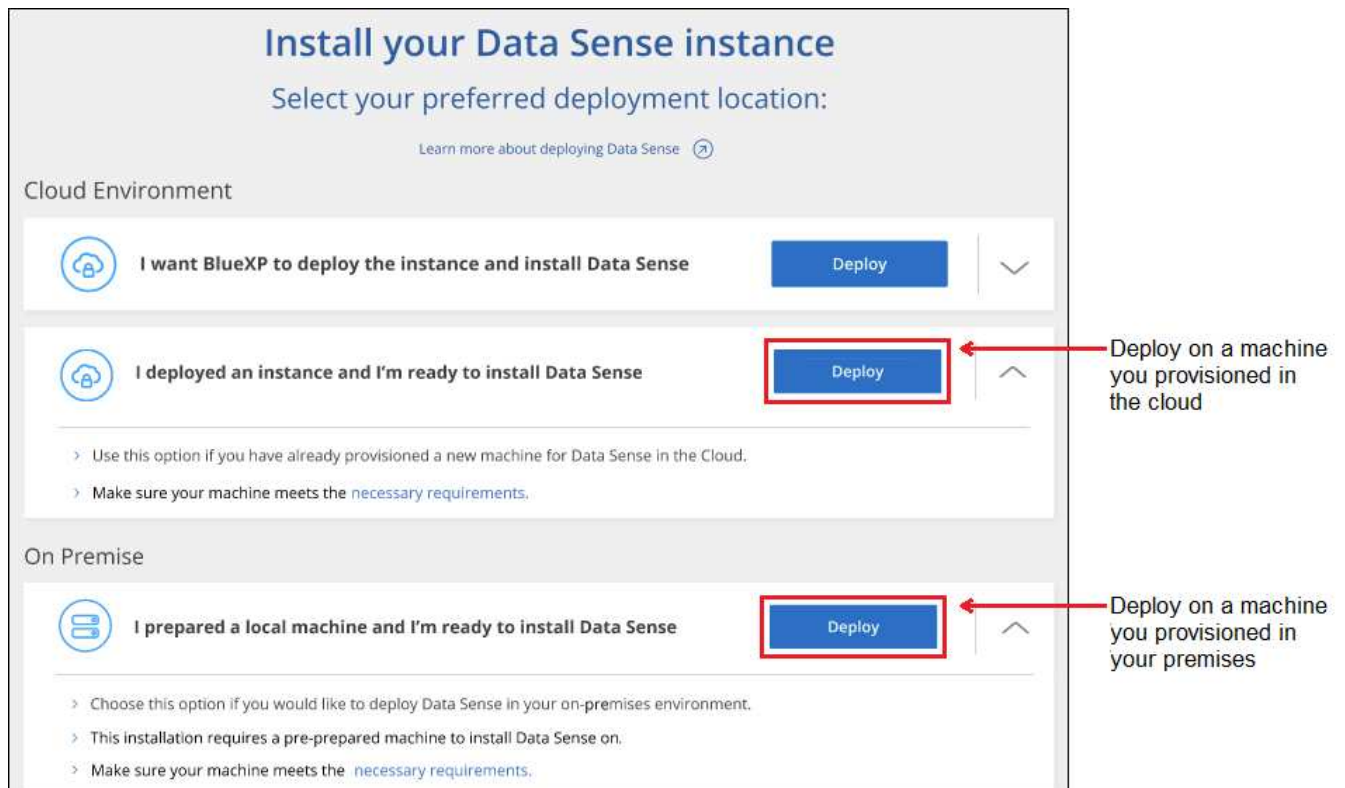 Install your Data Sense instance
Select your preferred deployment location:
Learn more about deploying Data Sense
Cloud Environment
I want BlueXP to deploy the instance and install Data Sense
Deploy
I deployed an instance and I'm ready to install Data Sense
Deploy
Deploy on a machine
you provisioned in
the cloud
Use this option if you have already provisioned a new machine for Data Sense in the Cloud.
Make sure your machine meets the necessary requirements.
On Premise
I prepared a local machine and I'm ready to install Data Sense
Deploy
Deploy on a machine
you provisioned in
your premises
Choose this option if you would like to deploy Data Sense in your on-premises environment.
This installation requires a pre-prepared machine to install Data Sense on.
Make sure your machine meets the necessary requirements.